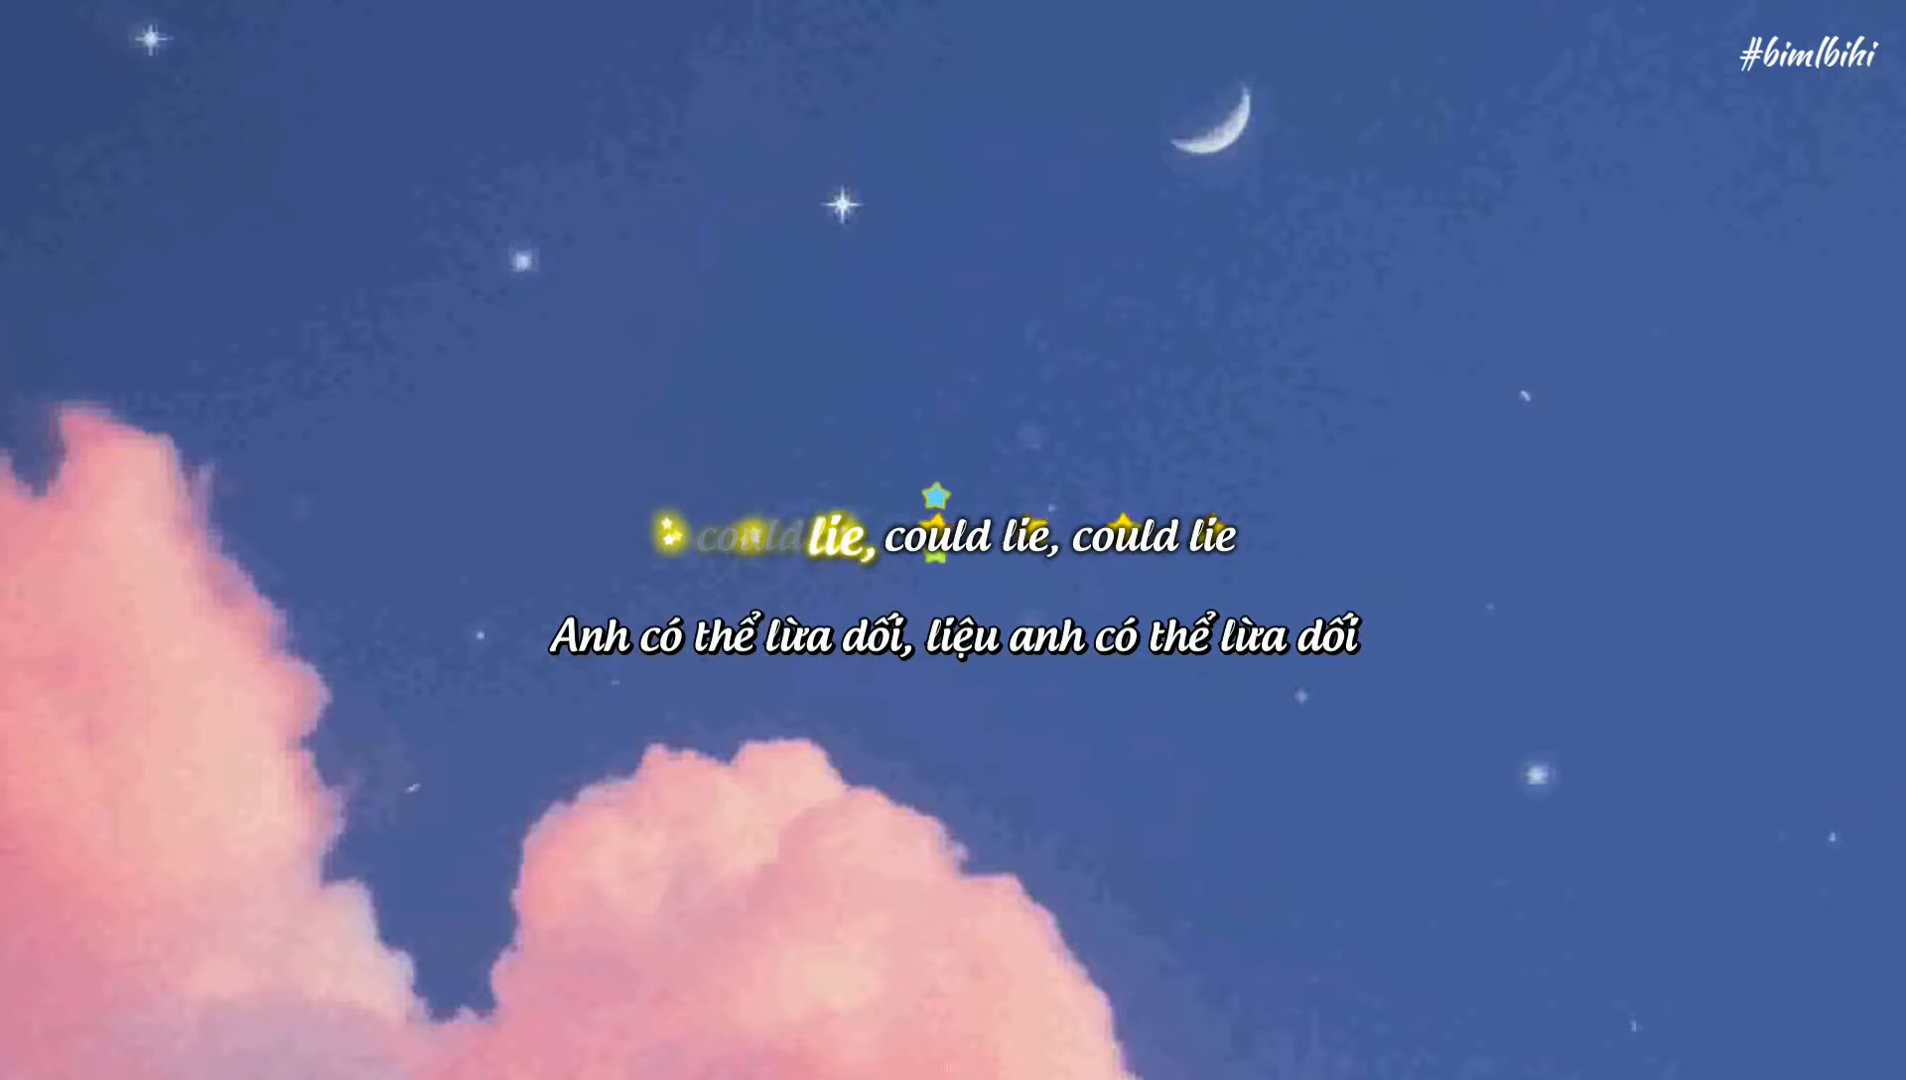 #bimlbihi
could lie, could lie, could lie
Anh có thể lừa dối, liệu anh có thể lừa dối